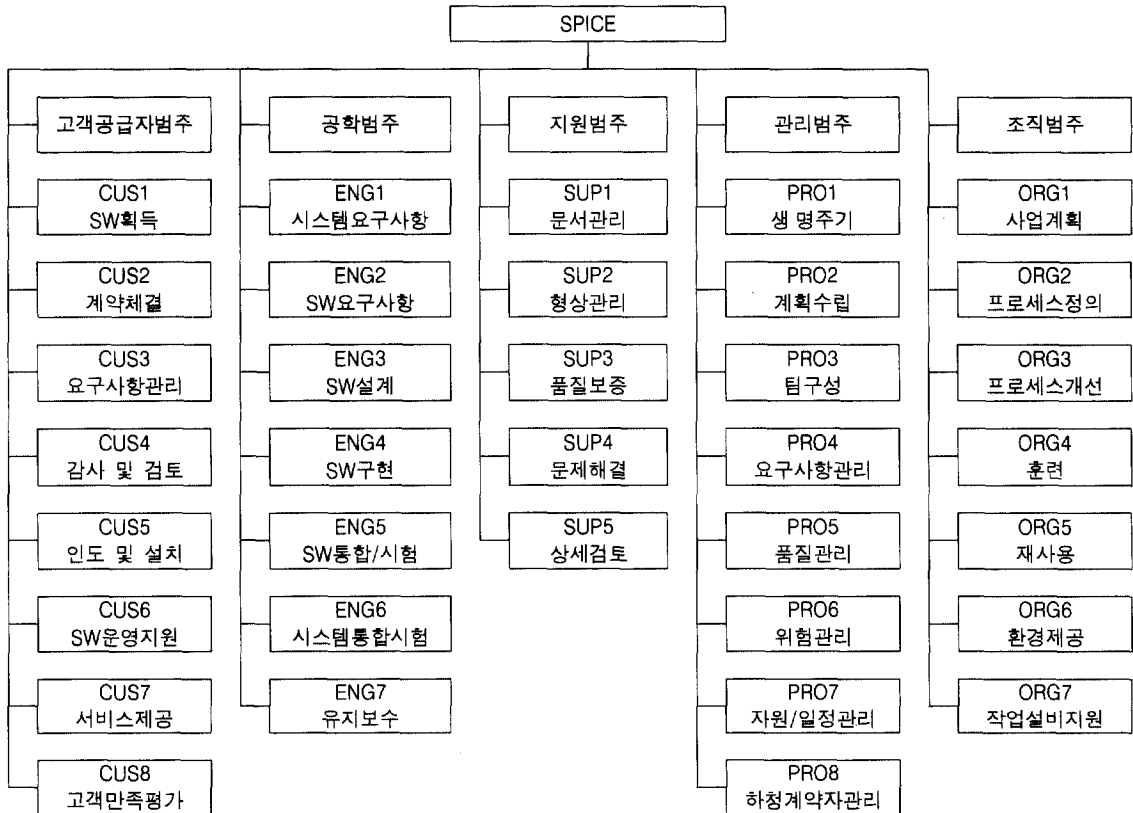 SPICE
고객공급자범주
CUS1
SW획득
CUS2
계약체결
CUS3
요구사항관리
CUS4
감사 및 검토
CUS5
인도 및 설치
CUS6
SW운영지원
CUS7
서비스제공
CUS8
고객만족평가
공학범주
ENG1
시스템요구사항
ENG2
SW요구사항
ENG3
SW설계
ENG4
SW구현
ENG5
SW통합/시험
ENG6
시스템통합시험
ENG7
유지보수
지원범주
SUP1
문서관리
SUP2
형상관리
SUP3
품질보증
SUP4
문제해결
SUP5
상세검토
관리범주
PRO1
생 명주기
PRO2
계획수립
PRO3
팀구성
PRO4
요구사항관리
PRO5
품질관리
PRO6
위험관리
PRO7
자원/일정관리
PRO8
하청계약자관리
조직범주
ORG1
사업계획
ORG2
프로세스정의
ORG3
프로세스개선
ORG4
훈련
ORG5
재사용
ORG6
환경제공
ORG7
작업설비지원